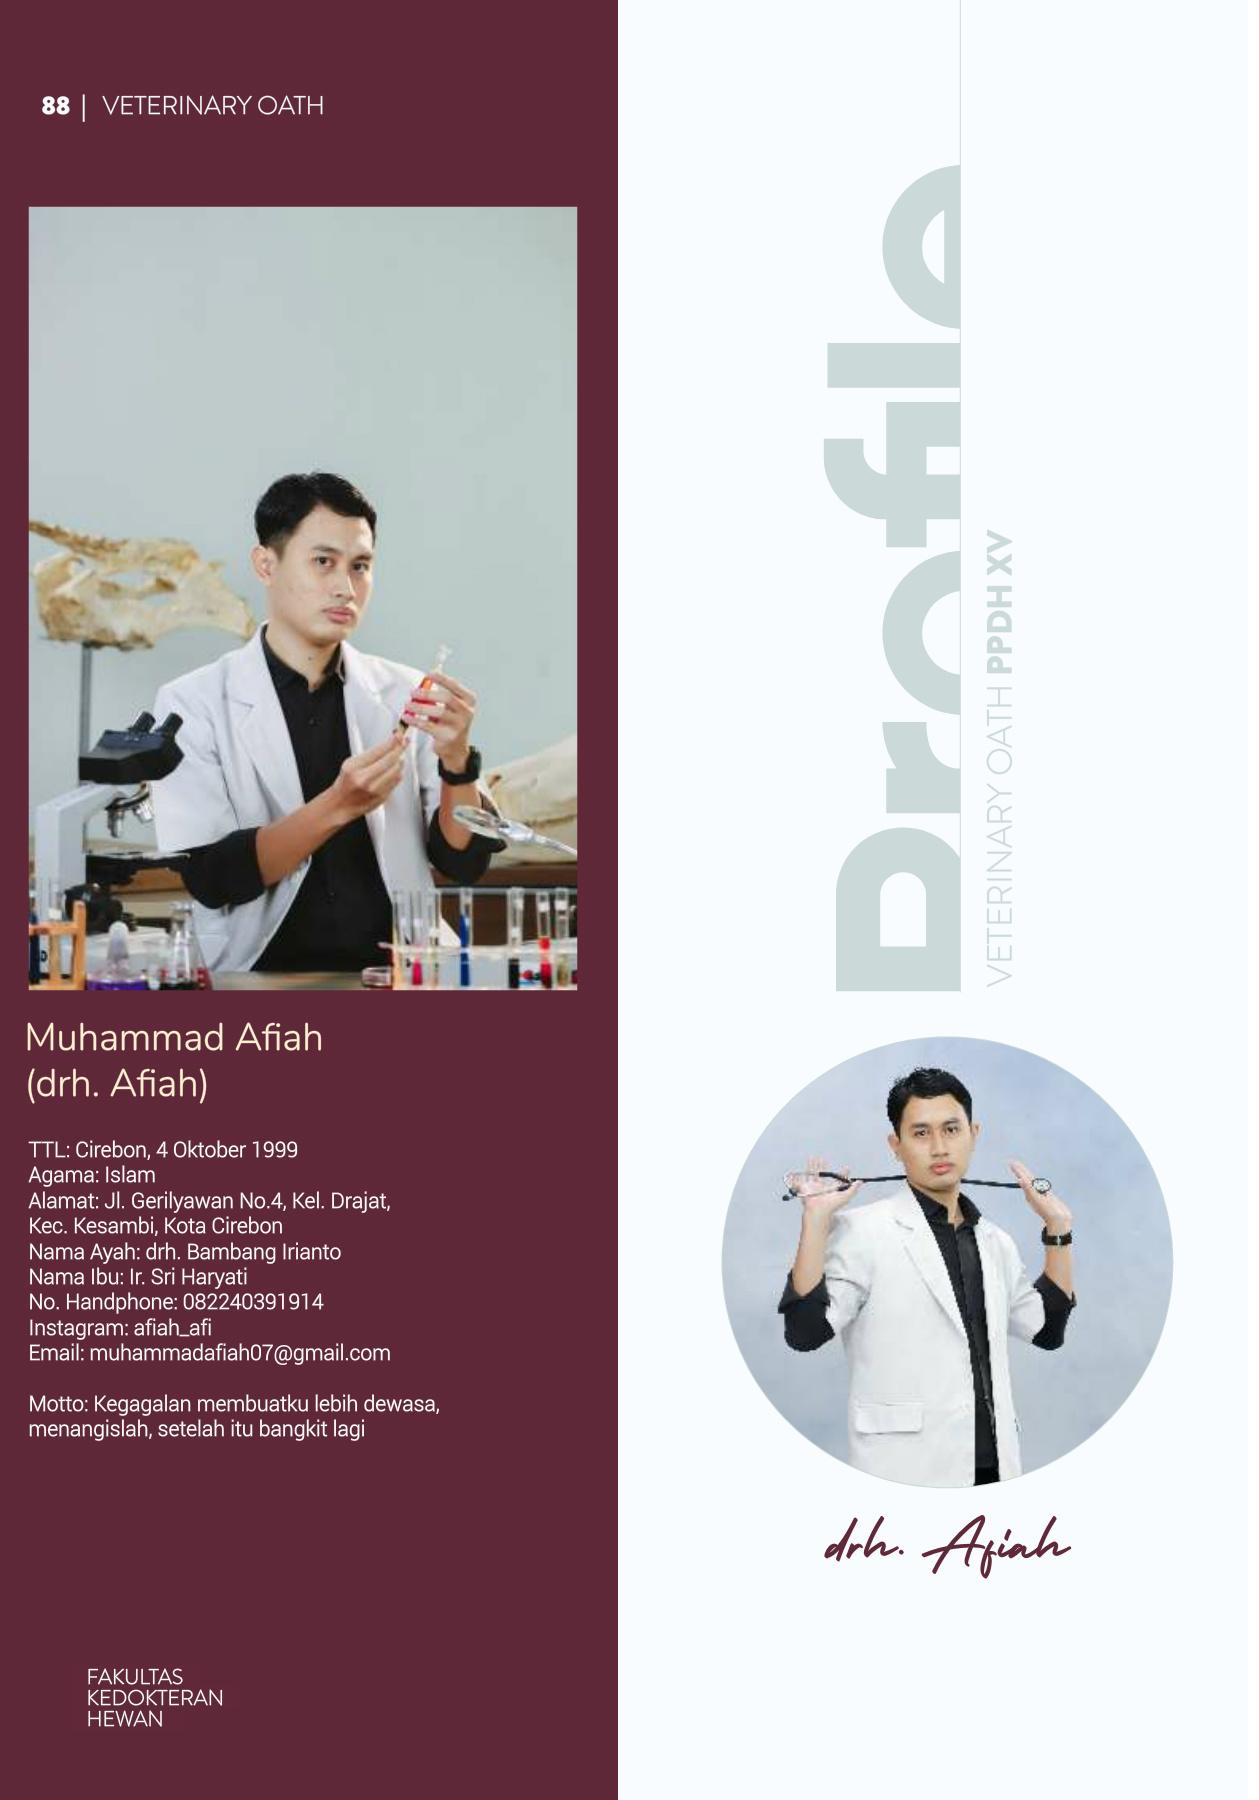 88 | VETERINARY OATH
Muhammad Afiah
(drh. Afiah)
TTL: Cirebon, 4 Oktober 1999
Agama: Islam
Alamat: Jl. Gerilyawan No.4, Kel. Drajat,
Kec. Kesambi, Kota Cirebon
Nama Ayah: drh. Bambang Irianto
Nama Ibu: Ir. Sri Haryati
No. Handphone: 082240391914
Instagram: afiah_afi
Email: muhammadafiah07@gmail.com
Motto: Kegagalan membuatku lebih dewasa,
menangislah, setelah itu bangkit lagi
FAKULTAS
KEDOKTERAN
HEWAN
Profile
VETERINARY OATH PPDH XV
drh. Afiah